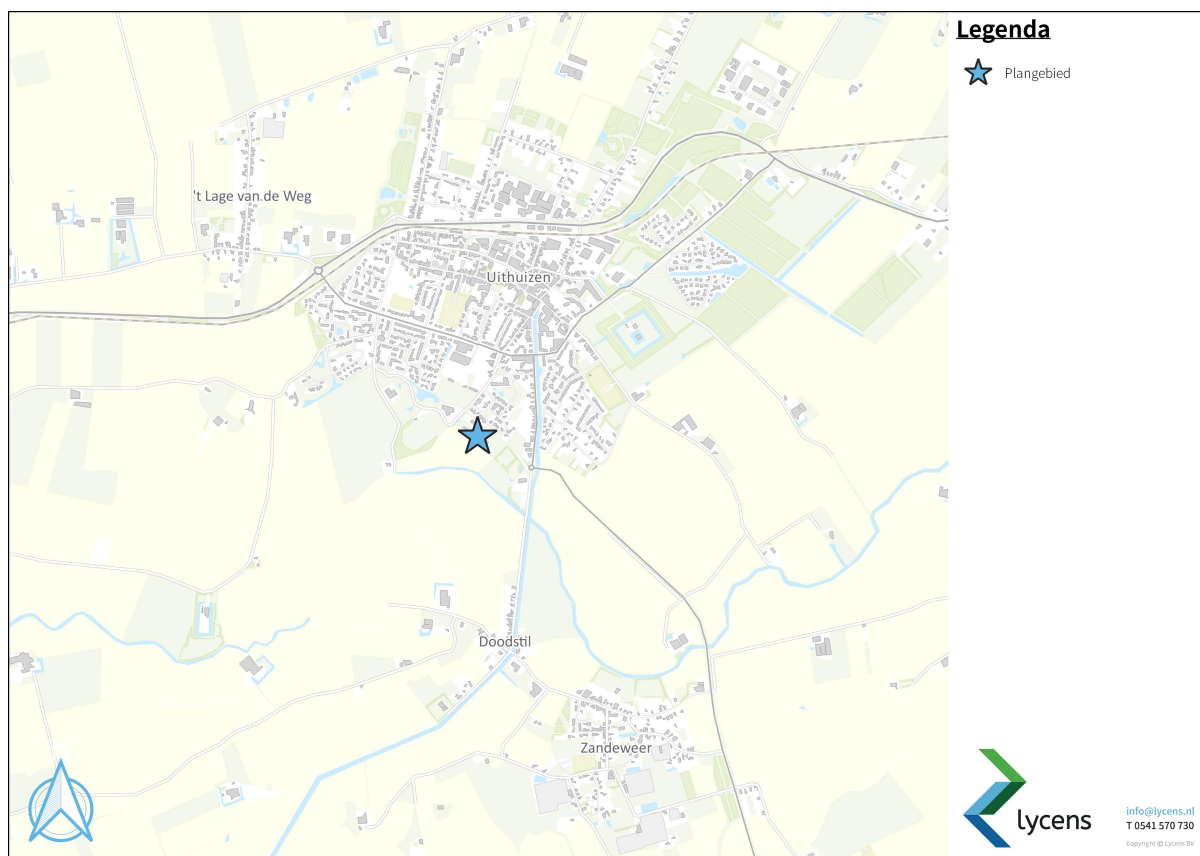 Legenda
Plangebied
't Lage van de Weg
Uithuizen
Doodstil
Zandeweer
lycens
info@lycens.nl
T 0541 570 730
Copyright © Lycens BV